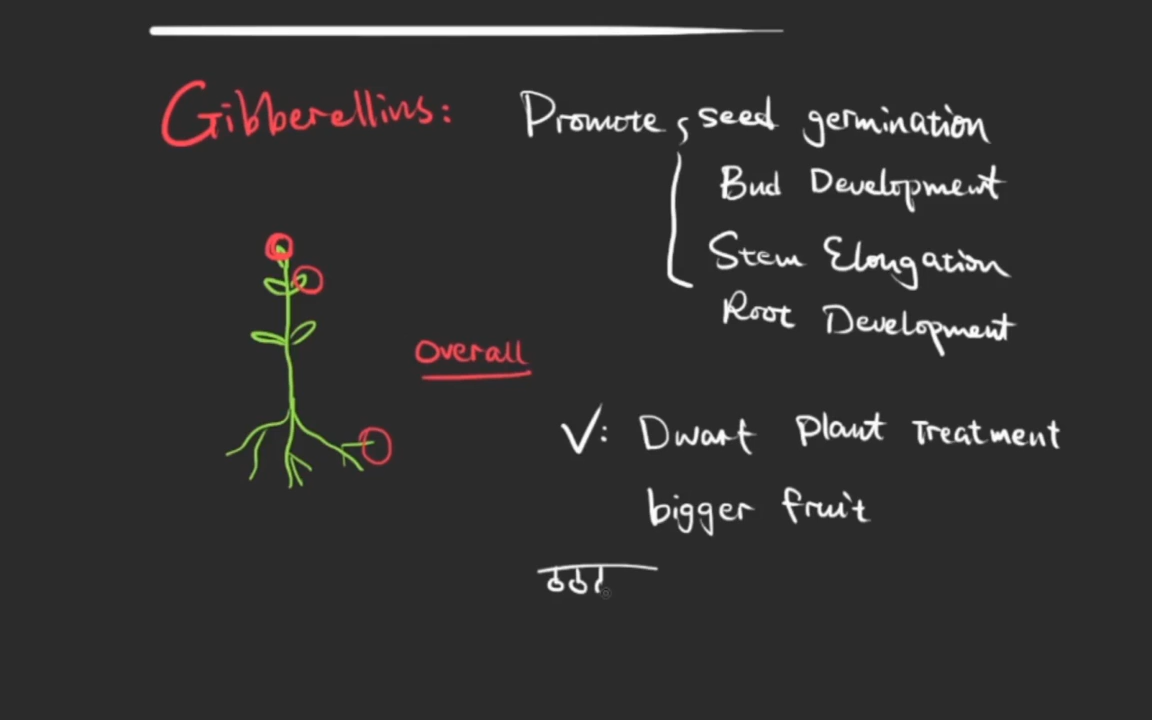 Gibberellins: Promote seed germination
Bud Development
Stem Elongation
Root Development
Overall
V: Dwarf Plant Treatment
bigger fruit